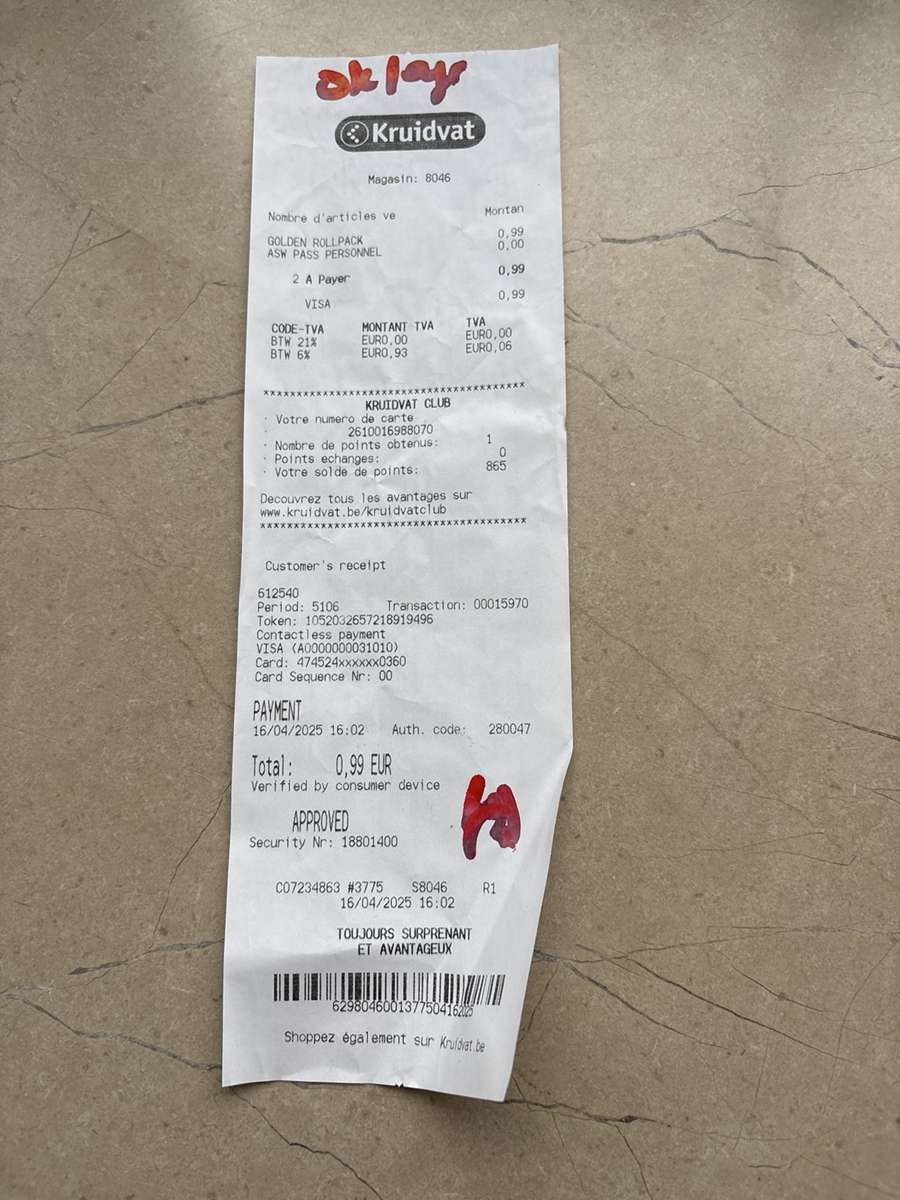 Kruidvat
Magasin: 8046
Nombre d'articles ve Montan
GOLDEN ROLLPACK 0,99
ASW PASS PERSONNEL 0,00
2 A Payer 0,99
VISA 0,99
CODE-TVA MONTANT TVA TVA
BTW 21% EUR0,00 EUR0,00
BTW 6% EUR0,93 EUR0,06
****************************************
KRUIDVAT CLUB
· Votre numero de carte
· 2610016988070
· Nombre de points obtenus: 1
· Points echanges: 0
· Votre solde de points: 865
Decouvrez tous les avantages sur
www.kruidvat.be/kruidvatclub
****************************************
Customer's receipt
612540
Period: 5106 Transaction: 00015970
Token: 1052032657218919496
Contactless payment
VISA (A0000000031010)
Card: 474524xxxxxx0360
Card Sequence Nr: 00
PAYMENT
16/04/2025 16:02 Auth. code: 280047
Total: 0,99 EUR
Verified by consumer device
APPROVED
Security Nr: 18801400
C07234863 #3775 S8046 R1
16/04/2025 16:02
TOUJOURS SURPRENANT
ET AVANTAGEUX
6298046001377504162025
Shoppez également sur Kruidvat.be